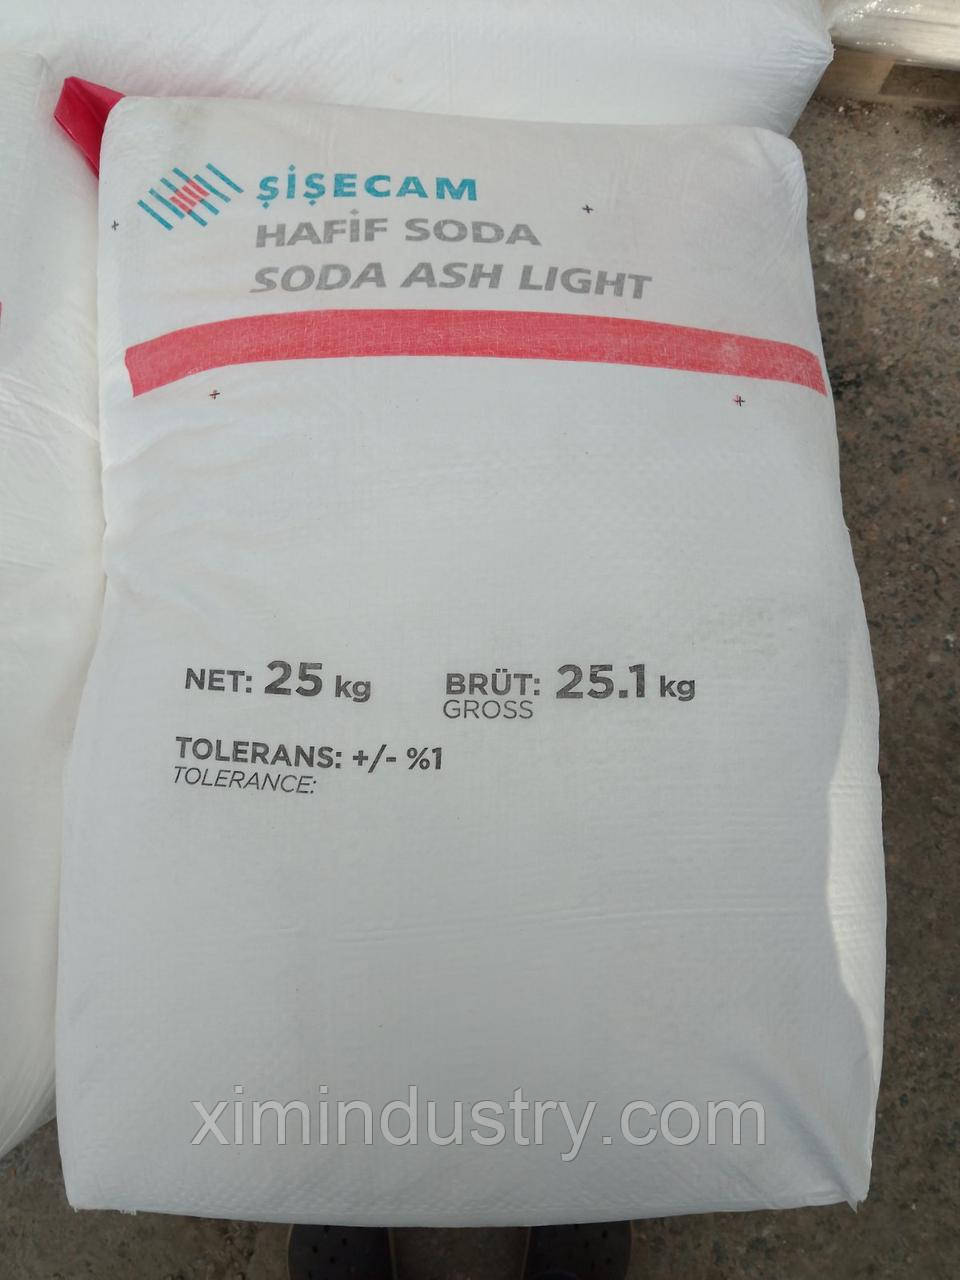 ŞİŞECAM
HAFİF SODA
SODA ASH LIGHT
NET: 25 kg BRÜT: 25.1 kg
GROSS
TOLERANS: +/- %1
TOLERANCE:
ximindustry.com